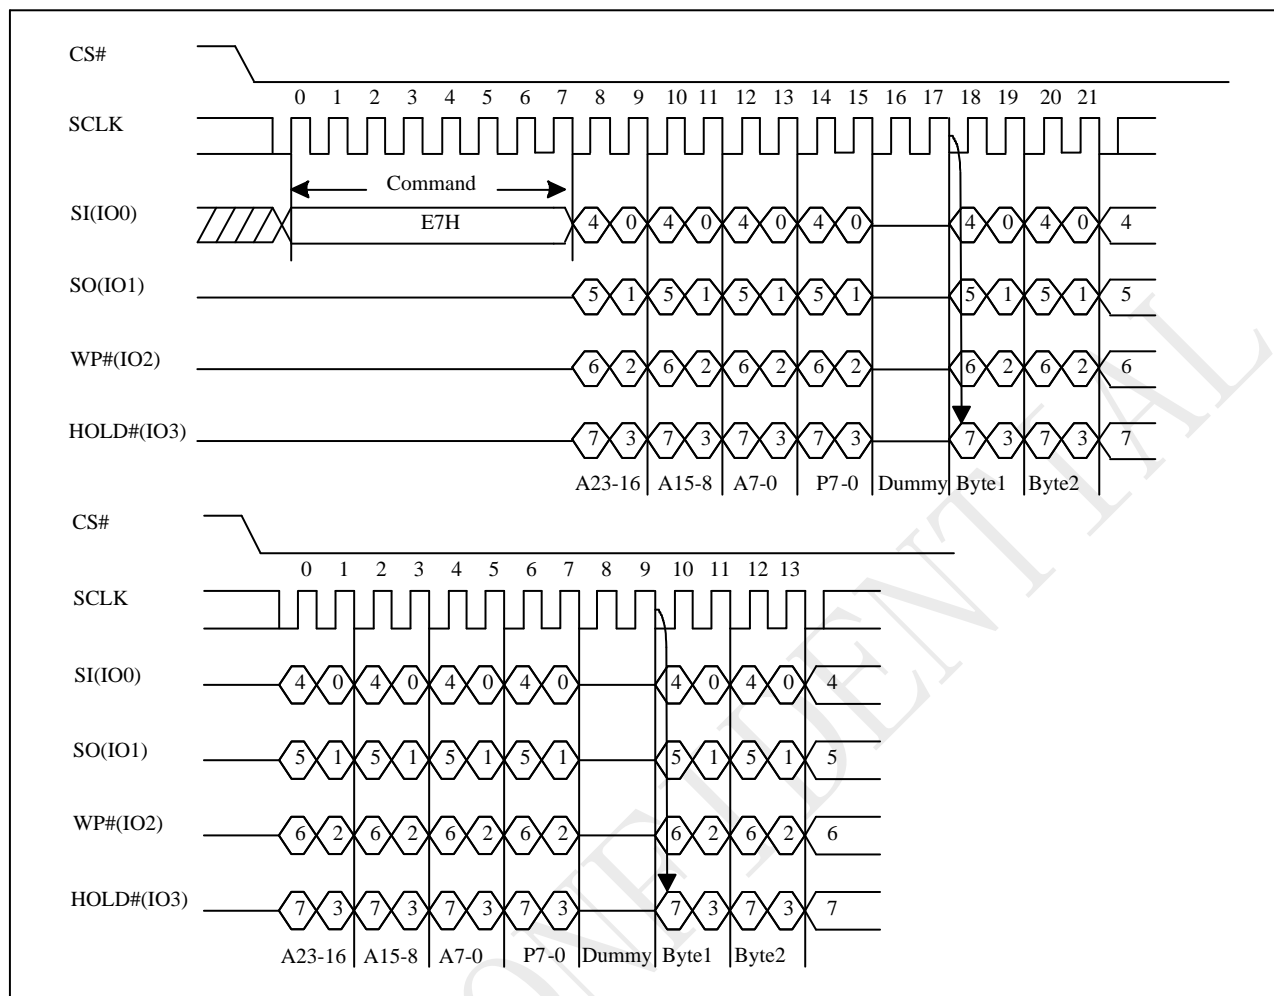 CS#
0 1 2 3 4 5 6 7 8 9 10 11 12 13 14 15 16 17 18 19 20 21
SCLK
Command
SI(IO0) E7H 4 0 4 0 4 0 4 0 4 0 4 0 4
SO(IO1) 5 1 5 1 5 1 5 1 5 1 5 1 5
WP#(IO2) 6 2 6 2 6 2 6 2 6 2 6 2 6
HOLD#(IO3) 7 3 7 3 7 3 7 3 7 3 7 3 7
A23-16 A15-8 A7-0 P7-0 Dummy Byte1 Byte2
CS#
0 1 2 3 4 5 6 7 8 9 10 11 12 13
SCLK
SI(IO0) 4 0 4 0 4 0 4 0 4 0 4 0 4
SO(IO1) 5 1 5 1 5 1 5 1 5 1 5 1 5
WP#(IO2) 6 2 6 2 6 2 6 2 6 2 6 2 6
HOLD#(IO3) 7 3 7 3 7 3 7 3 7 3 7 3 7
A23-16 A15-8 A7-0 P7-0 Dummy Byte1 Byte2
ONFIDENTIAL